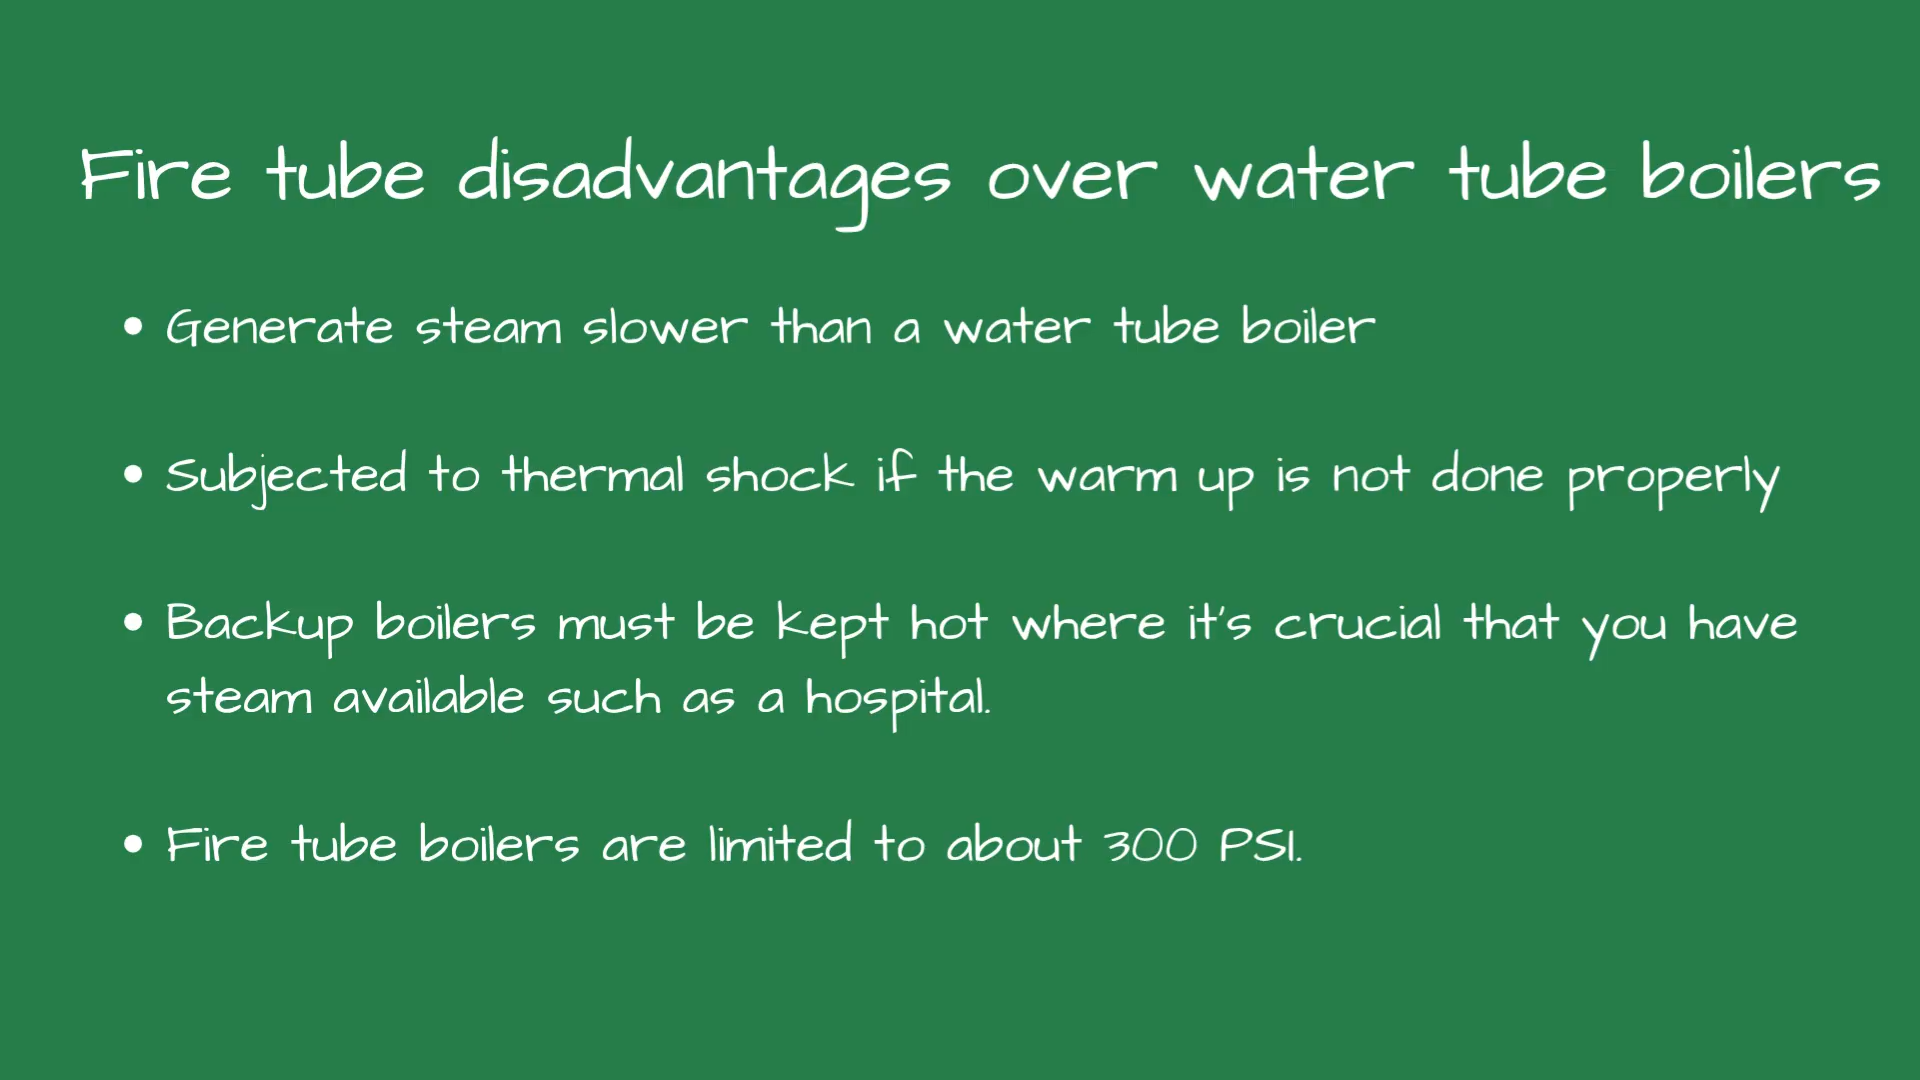 Fire tube disadvantages over water tube boilers
• Generate steam slower than a water tube boiler
• Subjected to thermal shock if the warm up is not done properly
• Backup boilers must be kept hot where it's crucial that you have
steam available such as a hospital.
• Fire tube boilers are limited to about 300 PSI.